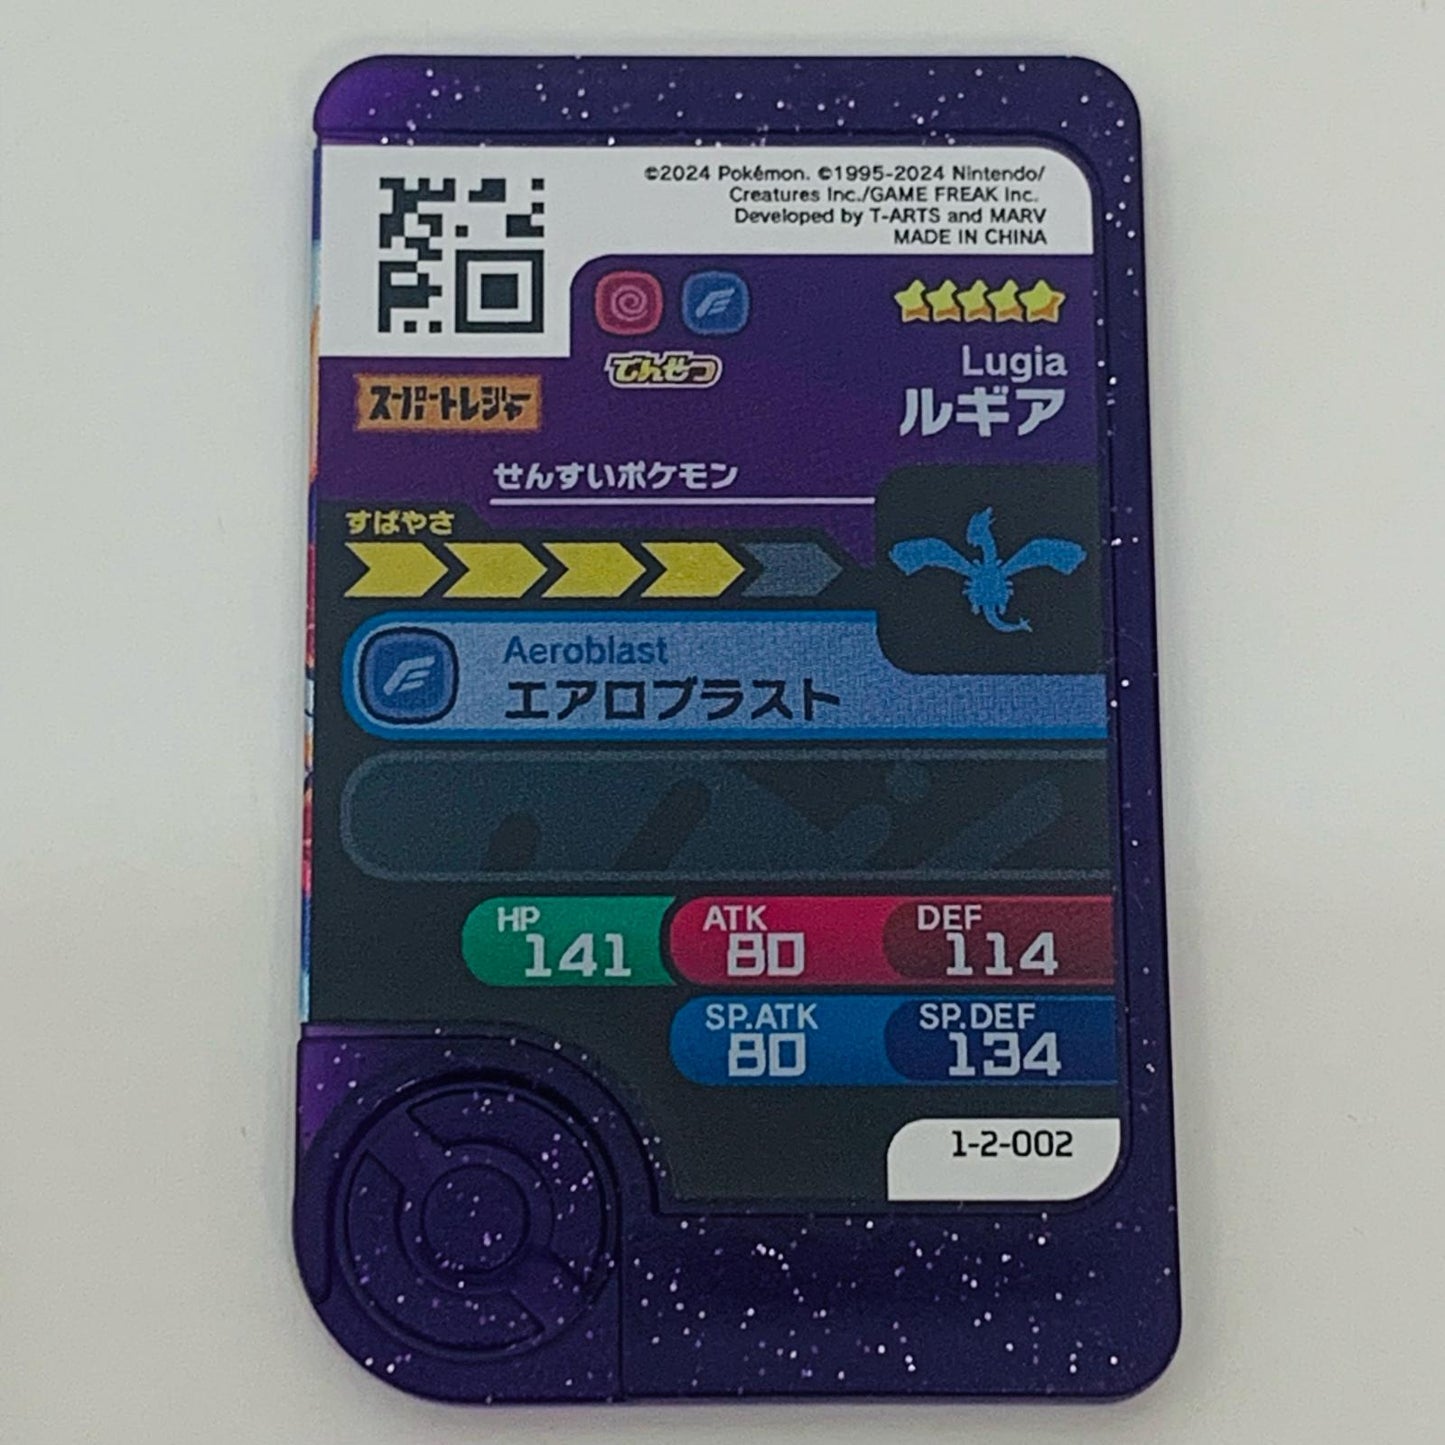 ©2024 Pokémon. ©1995-2024 Nintendo/
Creatures Inc./GAME FREAK Inc.
Developed by T-ARTS and MARV
MADE IN CHINA
でんせつ
スーパートレジャー
Lugia
ルギア
せんすいポケモン
すばやさ
Aeroblast
エアロブラスト
HP
141
ATK
80
DEF
114
SP.ATK
80
SP.DEF
134
1-2-002